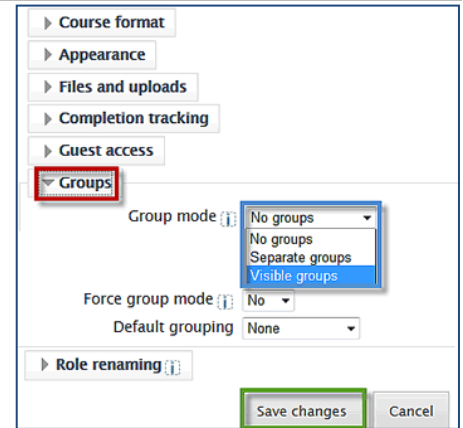 Course format
Appearance
Files and uploads
Completion tracking
Guest access
Groups
Group mode No groups
No groups
Separate groups
Visible groups
Force group mode No
Default grouping None
Role renaming
Save changes Cancel